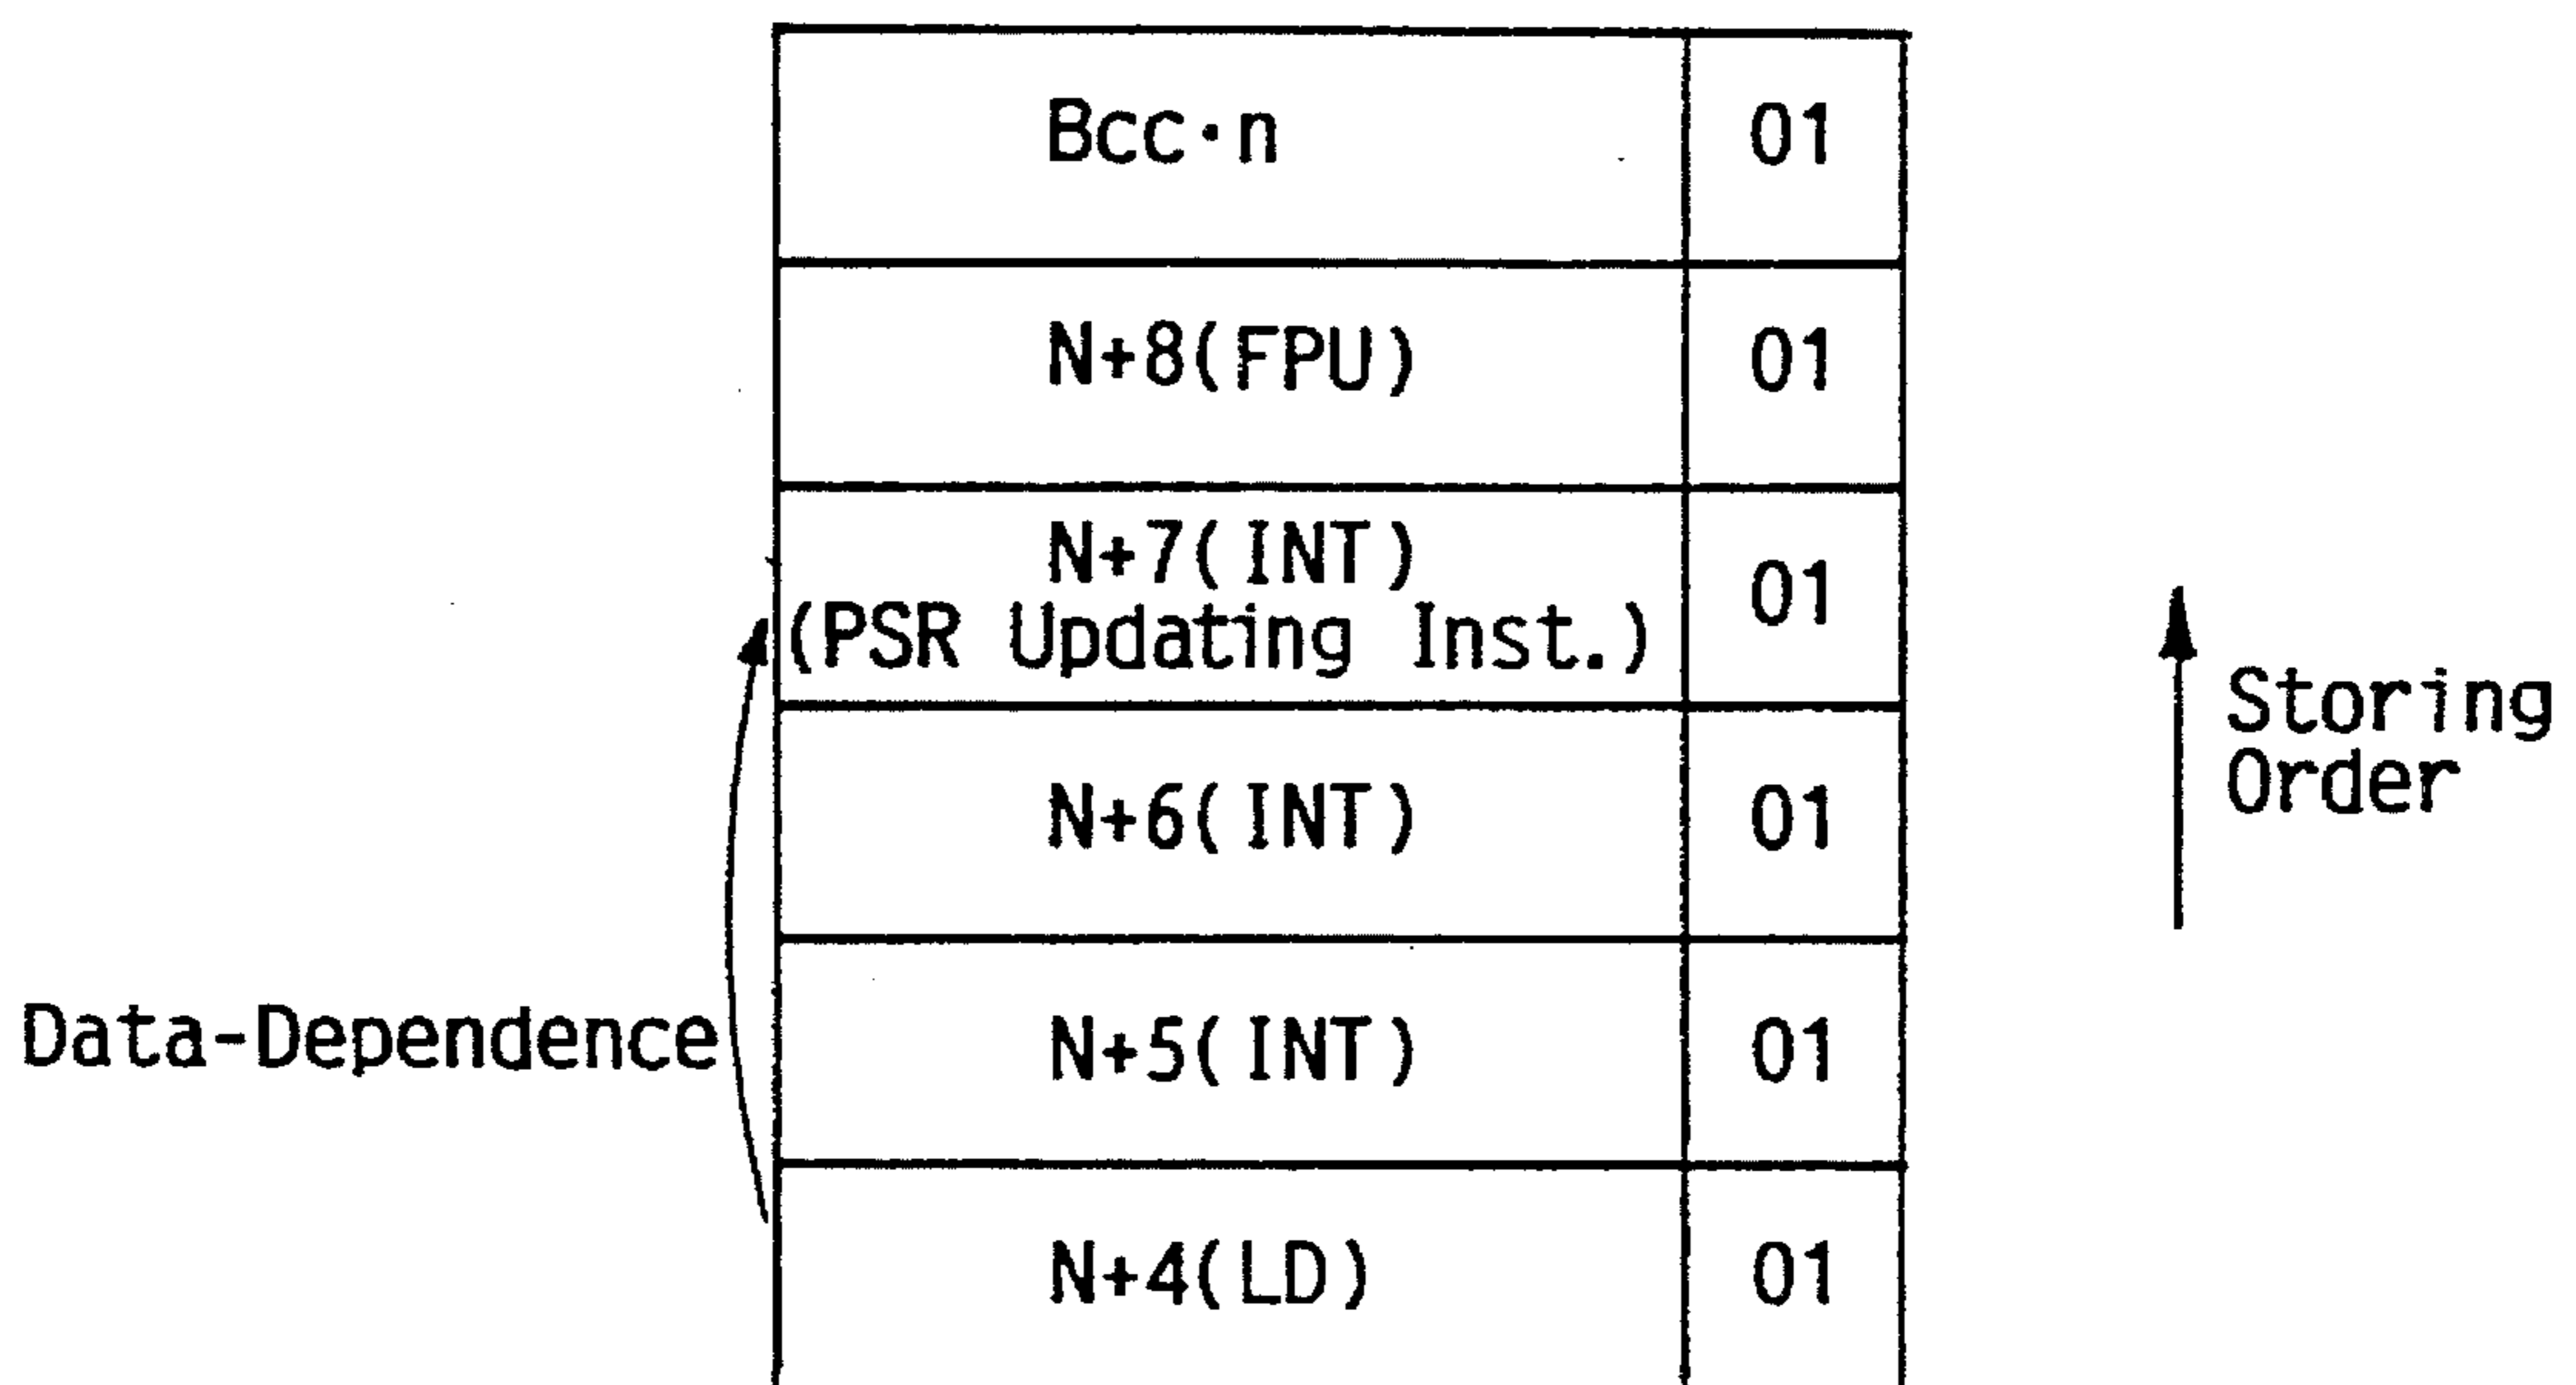 Bcc·n 01
N+8(FPU) 01
N+7(INT)
(PSR Updating Inst.) 01
N+6(INT) 01
N+5(INT) 01
N+4(LD) 01
Data-Dependence
Storing
Order